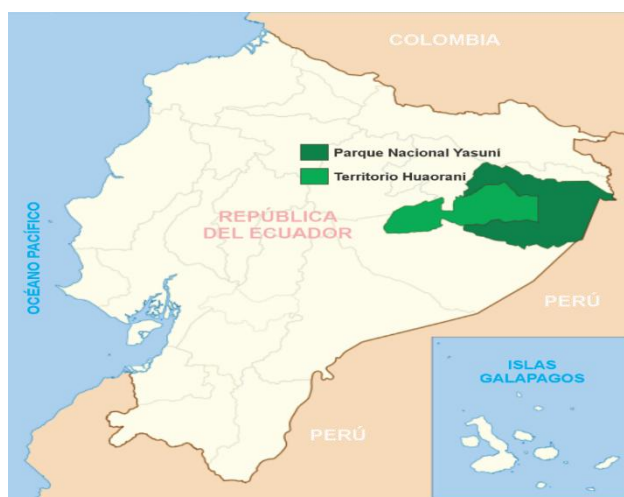 COLOMBIA
Parque Nacional Yasuni
Territorio Huaorani
REPÚBLICA
DEL ECUADOR
OCÉANO PACÍFICO
PERÚ
ISLAS
GALAPAGOS
PERÚ